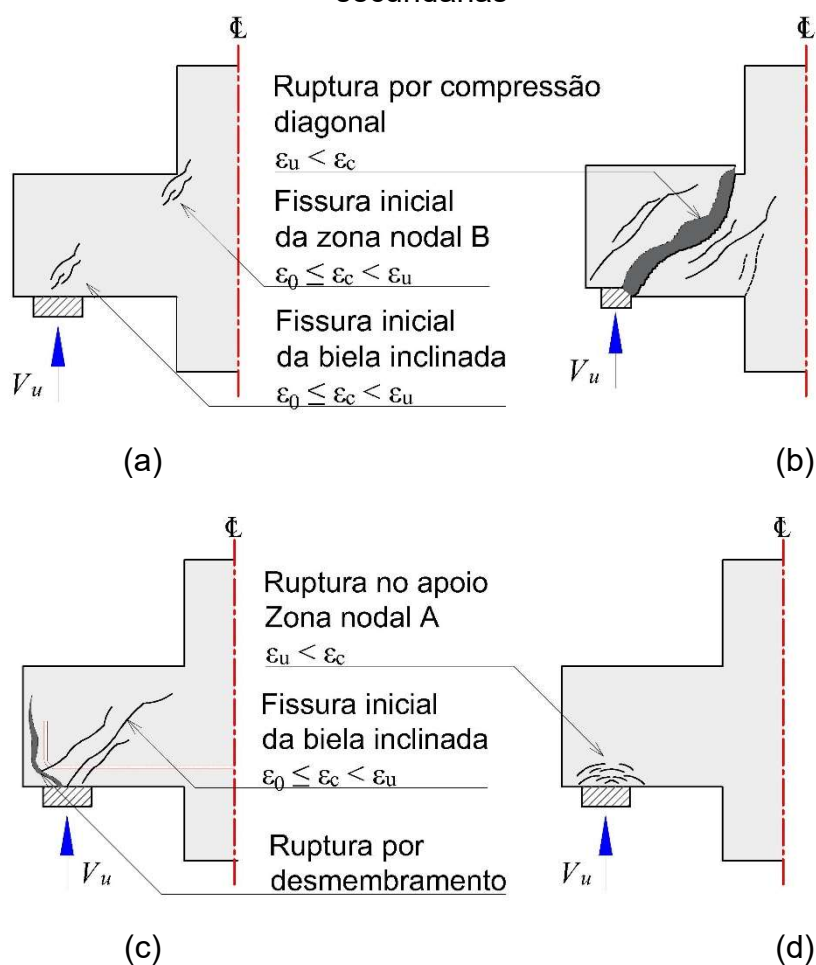 secundárias
℄
℄
Ruptura por compressão
diagonal
εu < εc
Fissura inicial
da zona nodal B
ε0 ≤ εc < εu
Fissura inicial
da biela inclinada
ε0 ≤ εc < εu
Vu
Vu
(a)
(b)
℄
℄
Ruptura no apoio
Zona nodal A
εu < εc
Fissura inicial
da biela inclinada
ε0 ≤ εc < εu
Ruptura por
desmembramento
Vu
Vu
(c)
(d)